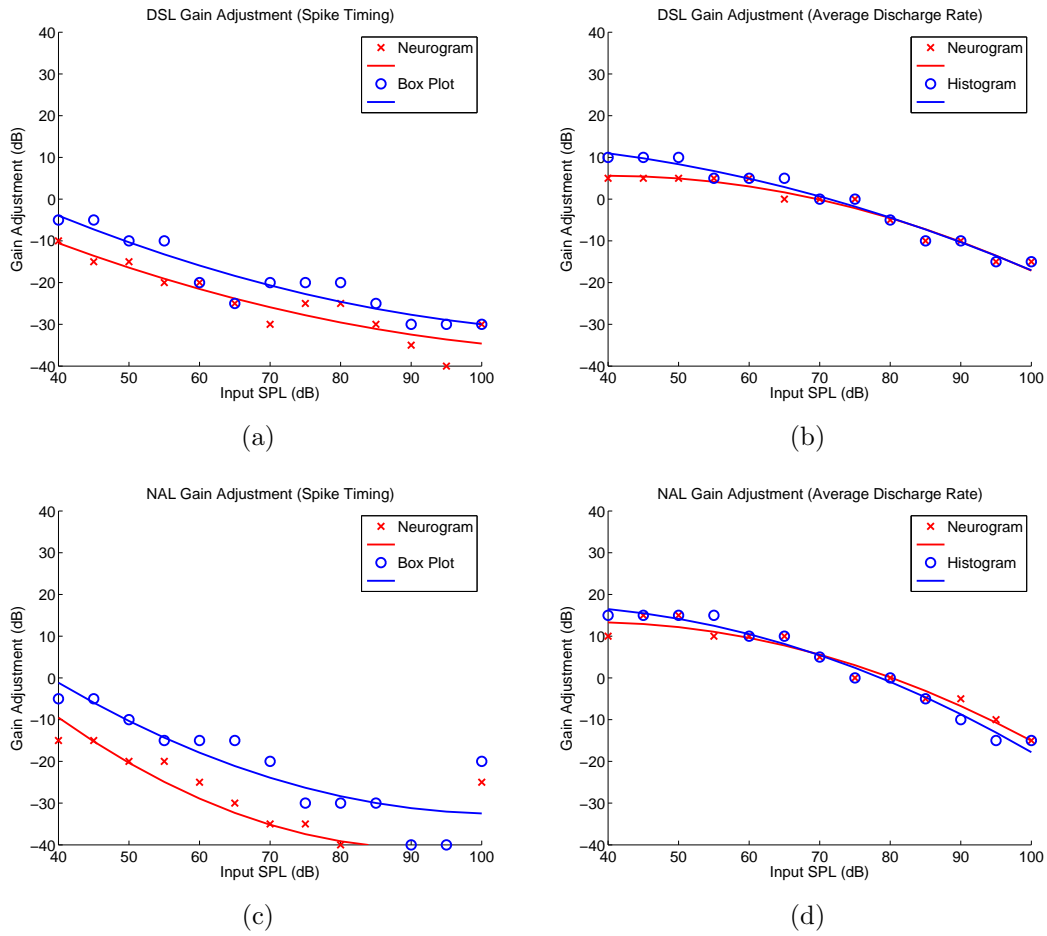 DSL Gain Adjustment (Spike Timing)
40
30
20
10
0
−10
−20
−30
−40
Gain Adjustment (dB)
40 50 60 70 80 90 100
Input SPL (dB)
Neurogram
Box Plot
(a)
DSL Gain Adjustment (Average Discharge Rate)
40
30
20
10
0
−10
−20
−30
−40
Gain Adjustment (dB)
40 50 60 70 80 90 100
Input SPL (dB)
Neurogram
Histogram
(b)
NAL Gain Adjustment (Spike Timing)
40
30
20
10
0
−10
−20
−30
−40
Gain Adjustment (dB)
40 50 60 70 80 90 100
Input SPL (dB)
Neurogram
Box Plot
(c)
NAL Gain Adjustment (Average Discharge Rate)
40
30
20
10
0
−10
−20
−30
−40
Gain Adjustment (dB)
40 50 60 70 80 90 100
Input SPL (dB)
Neurogram
Histogram
(d)